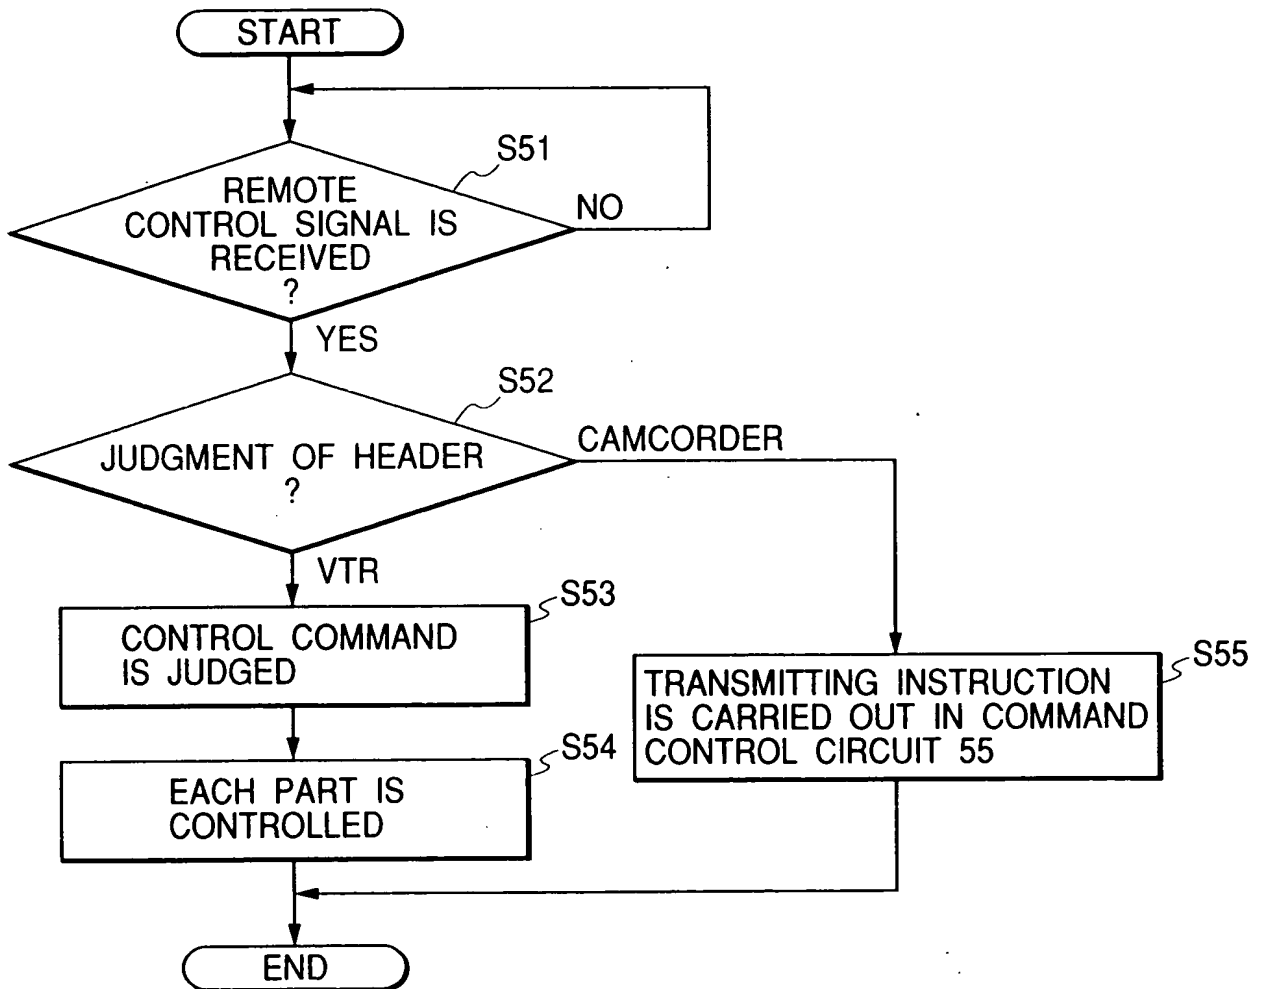 START
S51
REMOTE
CONTROL SIGNAL IS
RECEIVED
?
NO
YES
S52
JUDGMENT OF HEADER
?
CAMCORDER
VTR
S53
CONTROL COMMAND
IS JUDGED
S55
TRANSMITTING INSTRUCTION
IS CARRIED OUT IN COMMAND
CONTROL CIRCUIT 55
S54
EACH PART IS
CONTROLLED
END